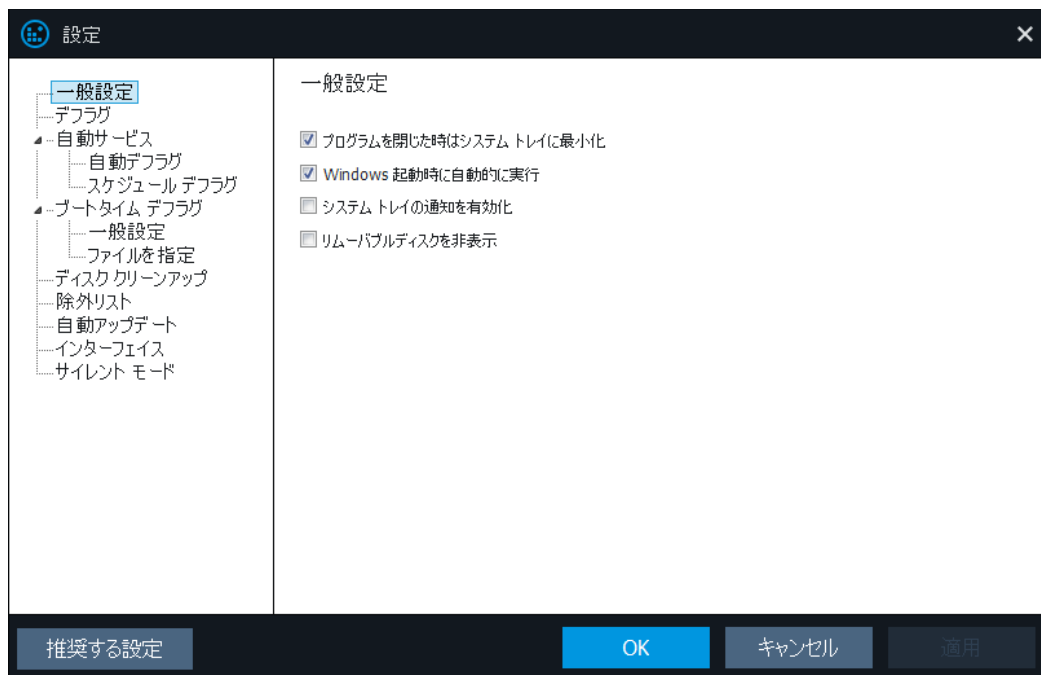 設定
一般設定
デフラグ
自動サービス
自動デフラグ
スケジュール デフラグ
ブートタイム デフラグ
一般設定
ファイルを指定
ディスク クリーンアップ
除外リスト
自動アップデート
インターフェイス
サイレント モード
一般設定
プログラムを閉じた時はシステム トレイに最小化
Windows 起動時に自動的に実行
システム トレイの通知を有効化
リムーバブルディスクを非表示
推奨する設定
OK
キャンセル
適用